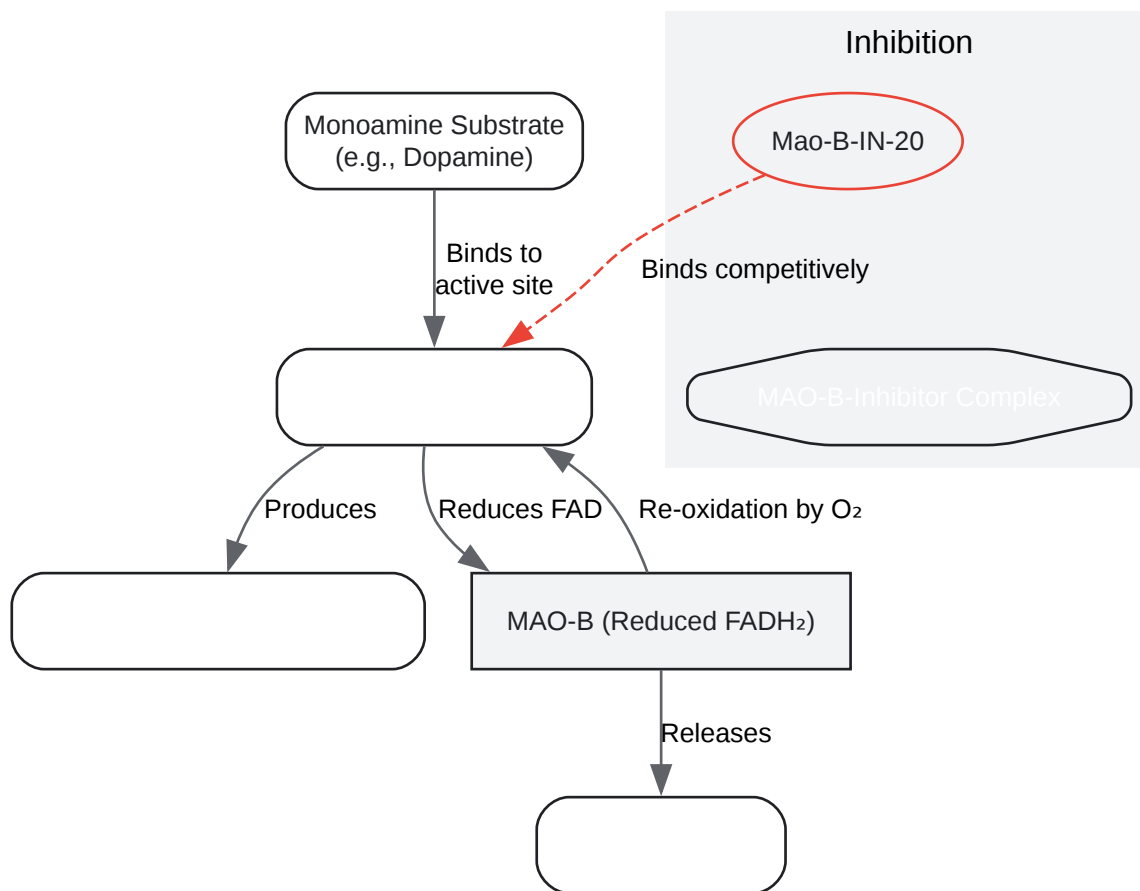 Inhibition
Monoamine Substrate
(e.g., Dopamine)
Mao-B-IN-20
Binds to
active site
Binds competitively
MAO-B-Inhibitor Complex
Produces
Reduces FAD
Re-oxidation by O₂
MAO-B (Reduced FADH₂)
Releases